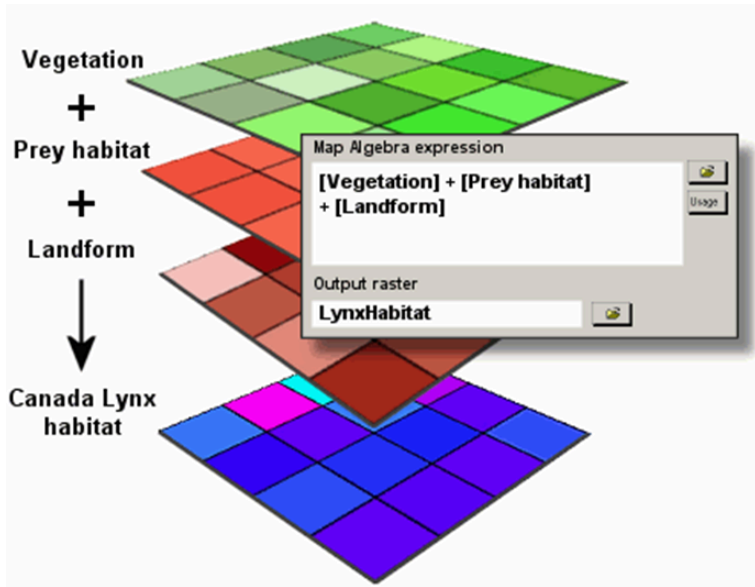 Vegetation
+
Prey habitat
+
Landform
Canada Lynx
habitat
Map Algebra expression
[Vegetation] + [Prey habitat]
+ [Landform]
Usage
Output raster
LynxHabitat